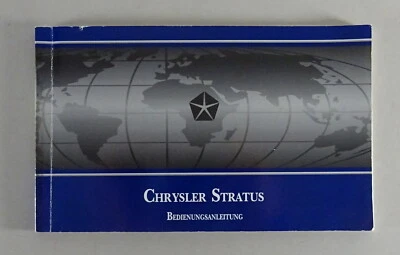 CHRYSLER STRATUS
BEDIENUNGSANLEITUNG